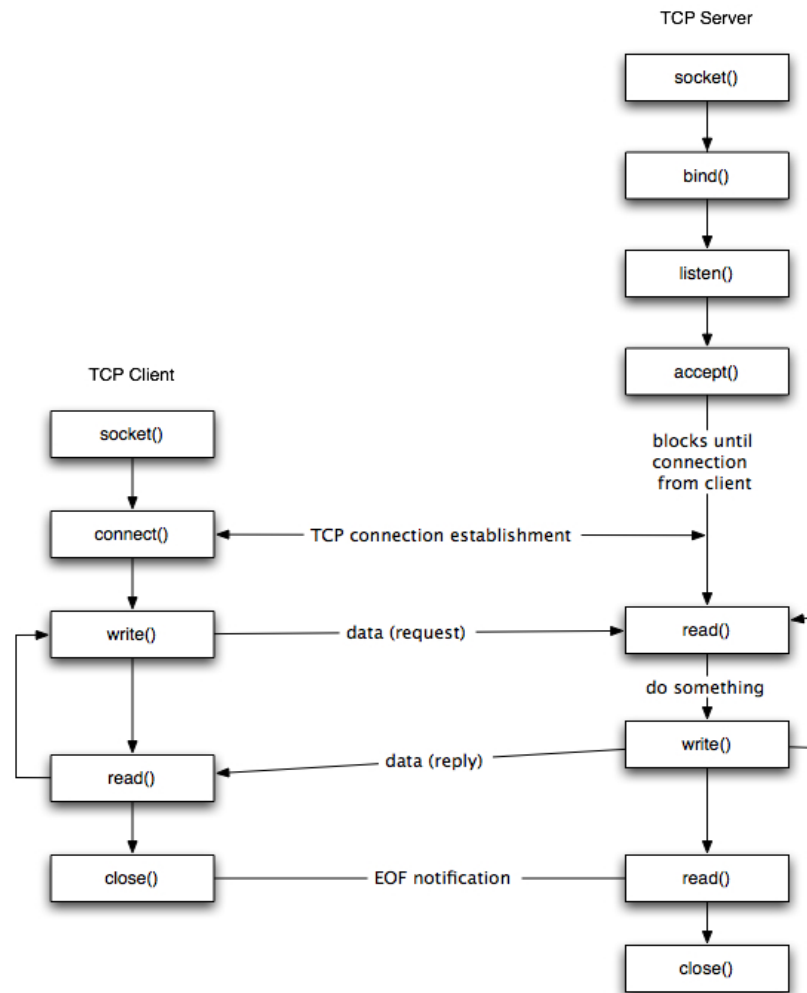 TCP Server
socket()
bind()
listen()
accept()
TCP Client
socket()
blocks until
connection
from client
connect()
TCP connection establishment
write()
data (request)
read()
do something
write()
data (reply)
read()
close()
EOF notification
read()
close()